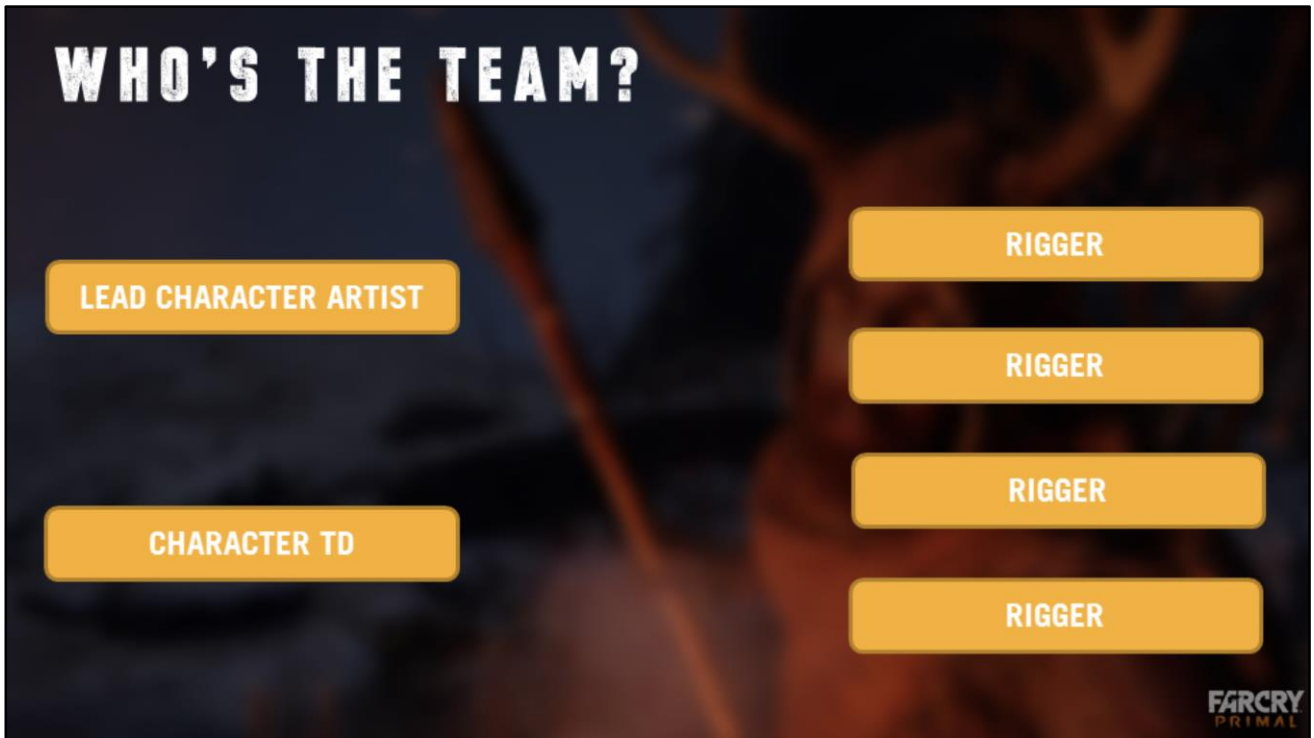 WHO'S THE TEAM?
LEAD CHARACTER ARTIST
CHARACTER TD
RIGGER
RIGGER
RIGGER
RIGGER
FARCRY
PRIMAL